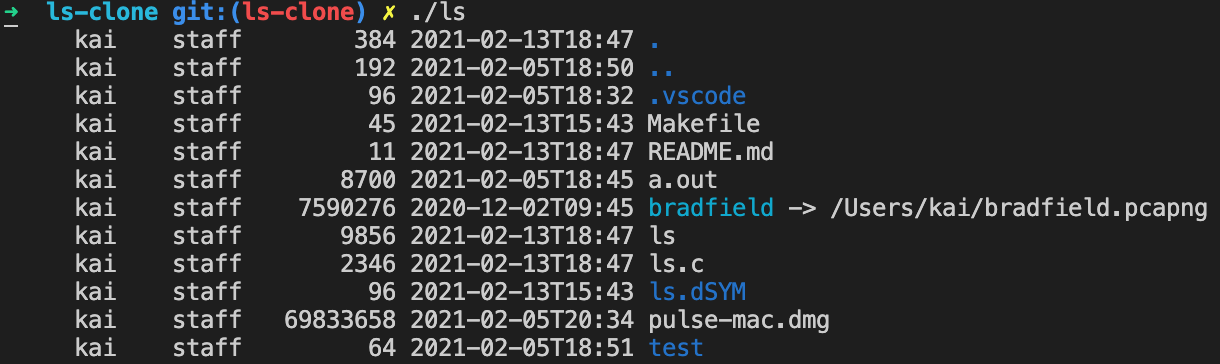 ➜  ls-clone git:(ls-clone) ✗ ./ls
     kai    staff        384 2021-02-13T18:47 .
     kai    staff        192 2021-02-05T18:50 ..
     kai    staff         96 2021-02-05T18:32 .vscode
     kai    staff         45 2021-02-13T15:43 Makefile
     kai    staff         11 2021-02-13T18:47 README.md
     kai    staff       8700 2021-02-05T18:45 a.out
     kai    staff    7590276 2020-12-02T09:45 bradfield -> /Users/kai/bradfield.pcapng
     kai    staff       9856 2021-02-13T18:47 ls
     kai    staff       2346 2021-02-13T18:47 ls.c
     kai    staff         96 2021-02-13T15:43 ls.dSYM
     kai    staff   69833658 2021-02-05T20:34 pulse-mac.dmg
     kai    staff         64 2021-02-05T18:51 test